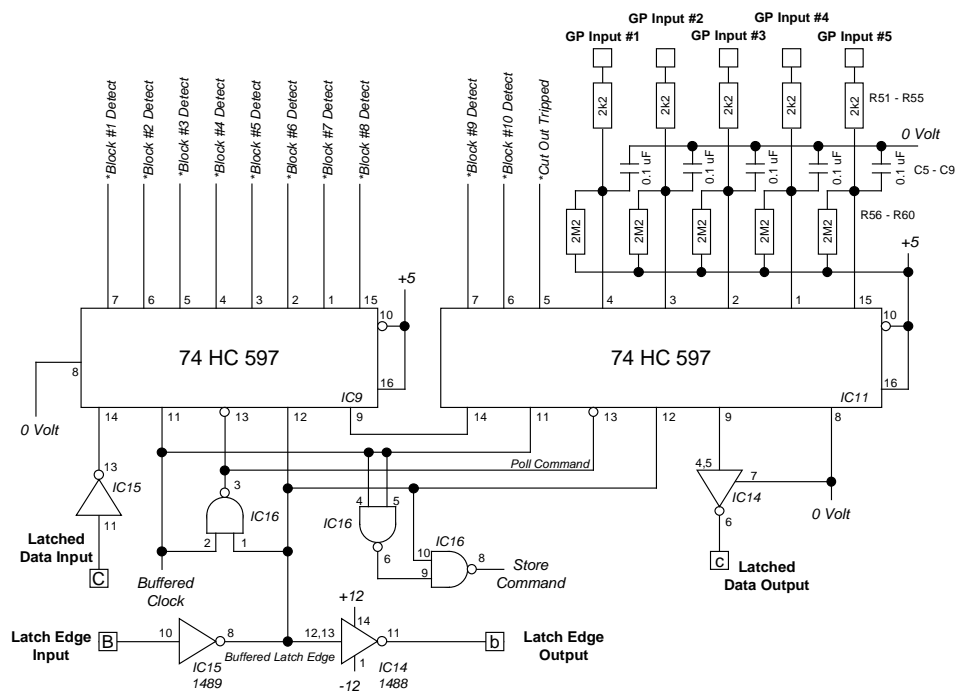 GP Input #2 GP Input #4
GP Input #1 GP Input #3 GP Input #5
*Block #1 Detect
*Block #2 Detect
*Block #3 Detect
*Block #4 Detect
*Block #5 Detect
*Block #6 Detect
*Block #7 Detect
*Block #8 Detect
*Block #9 Detect
*Block #10 Detect
*Cut Out Tripped
2k2 2k2 2k2 2k2 2k2 R51 - R55
0 Volt
0.1 uF 0.1 uF 0.1 uF 0.1 uF 0.1 uF C5 - C9
2M2 2M2 2M2 2M2 2M2 R56 - R60
+5 +5
7 6 5 4 3 2 1 15 7 6 5 4 3 2 1 15
10 10
74 HC 597 74 HC 597
8 16 16
IC9 IC11
14 11 13 12 9 14 11 13 12 9 8
0 Volt
Poll Command
13 3 4 5 4,5 7
IC15 IC16 IC16 IC14
11 2 1 6 IC16 6
10 8
9
0 Volt
Latched
Data Input
C
Buffered
Clock
Store
Command
c
Latched
Data Output
+12
14
Latch Edge
Input
B 10 8 12,13 11 b
Latch Edge
Output
Buffered Latch Edge
IC15
1489
1
-12
IC14
1488